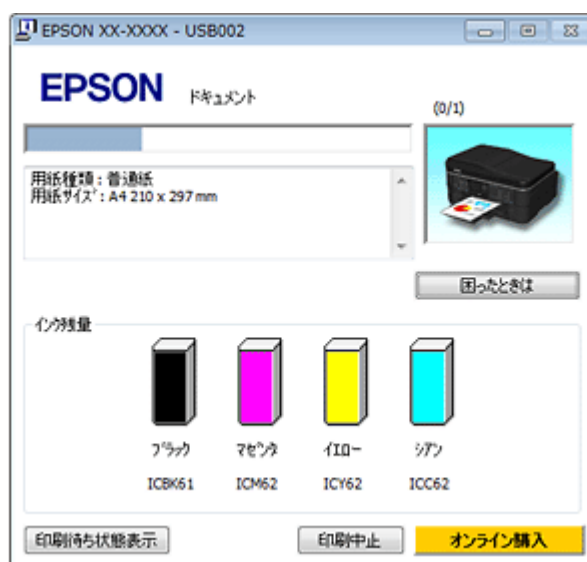 EPSON XX-XXXX - USB002
EPSON ドキュメント
(0/1)
用紙種類 : 普通紙
用紙サイズ : A4 210 x 297 mm
困ったときは
インク残量
ブラック マゼンタ イエロー シアン
ICBK61 ICM62 ICY62 ICC62
印刷待ち状態表示 印刷中止 オンライン購入